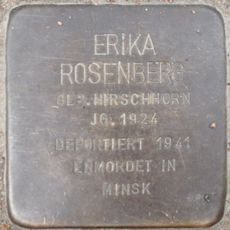 ERIKA
ROSENBERG
GEB. HIRSCHHORN
JG. 1924
DEPORTIERT 1941
ERMORDET IN
MINSK